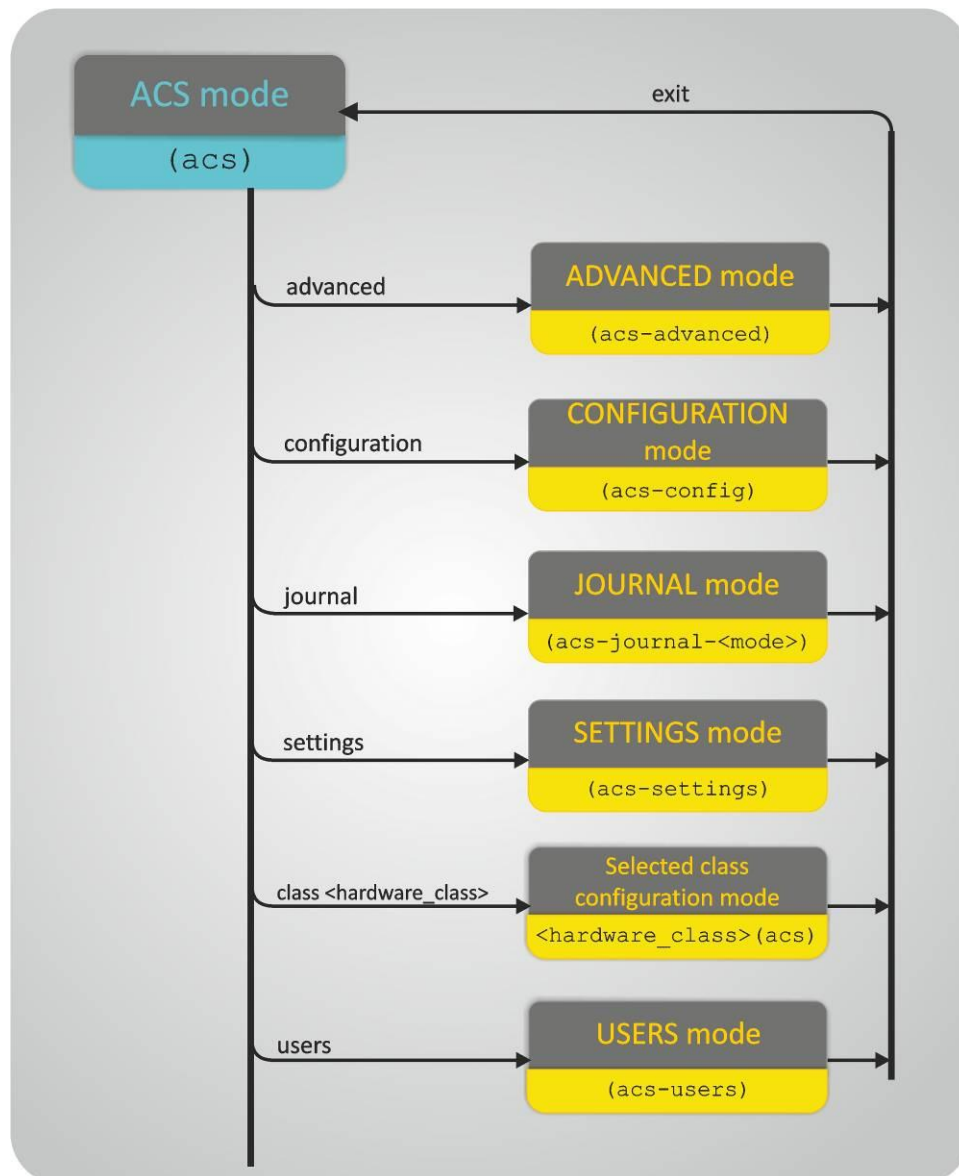 ACS mode
(acs)
exit
advanced
ADVANCED mode
(acs-advanced)
configuration
CONFIGURATION
mode
(acs-config)
journal
JOURNAL mode
(acs-journal-<mode>)
settings
SETTINGS mode
(acs-settings)
class <hardware_class>
Selected class
configuration mode
<hardware_class>(acs)
users
USERS mode
(acs-users)